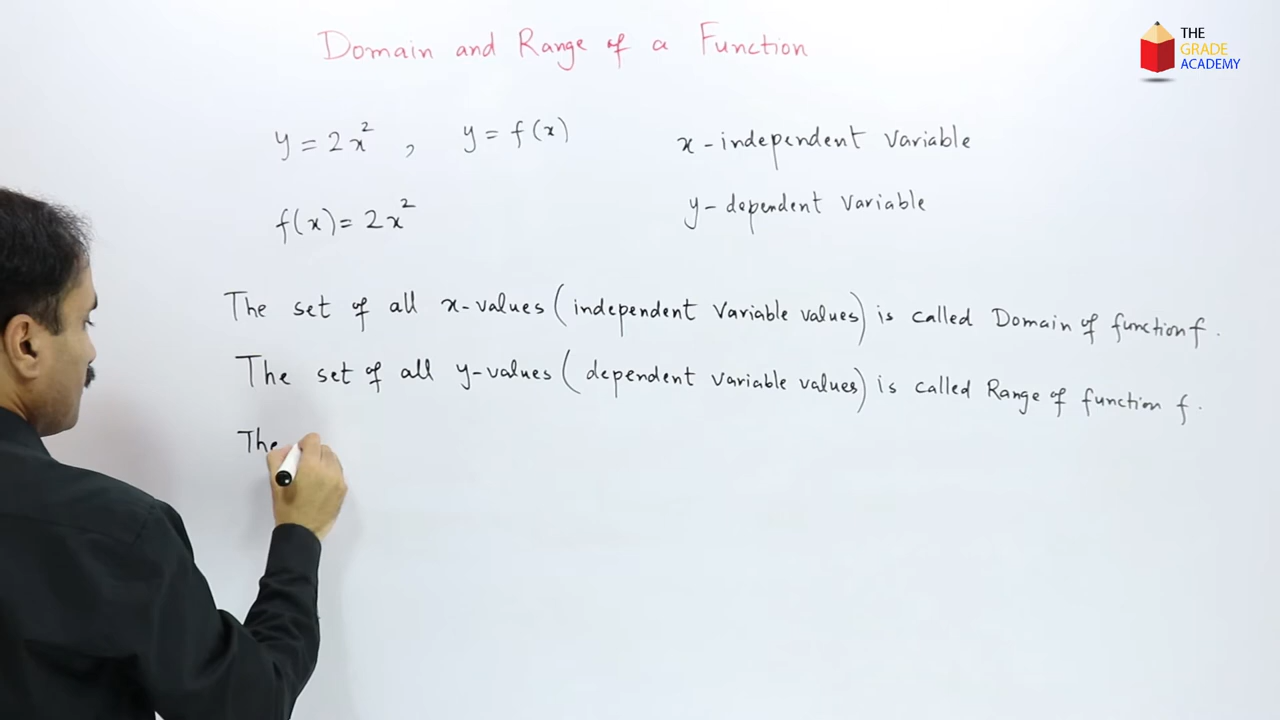 Domain and Range of a Function
THE
GRADE
ACADEMY
y = 2x² , y = f(x)
x - independent variable
f(x) = 2x²
y - dependent variable
The set of all x-values (independent variable values) is called Domain of function f.
The set of all y-values (dependent variable values) is called Range of function f.
The